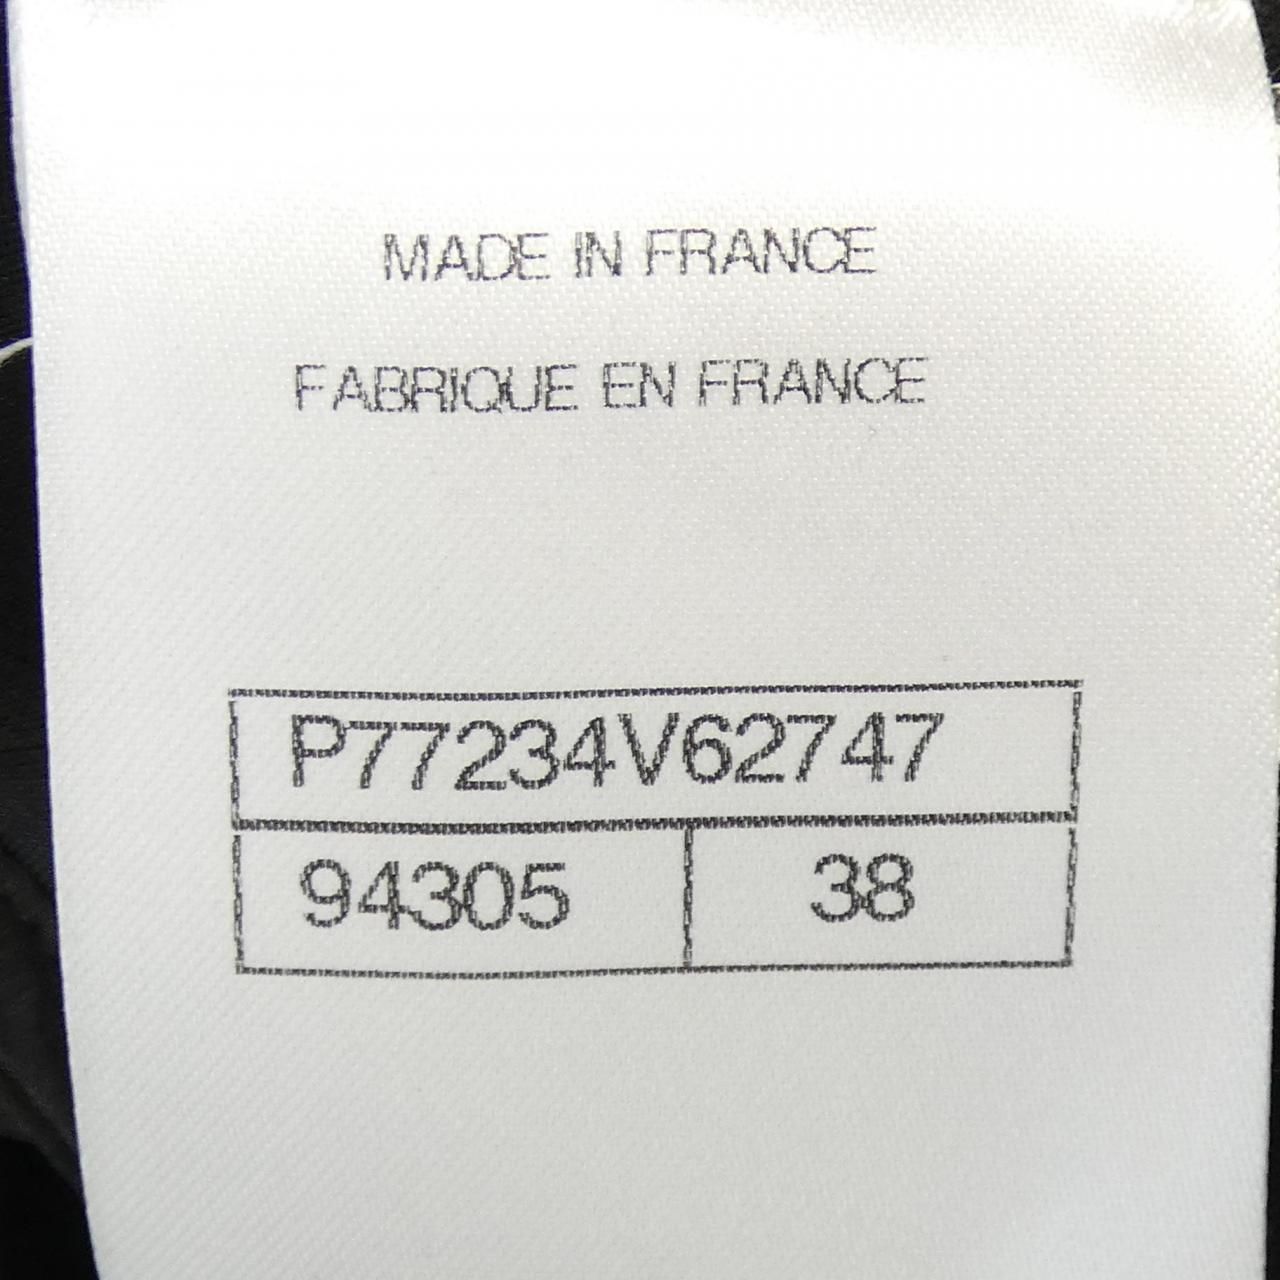 MADE IN FRANCE
FABRIQUE EN FRANCE
P77234V62747
94305 38